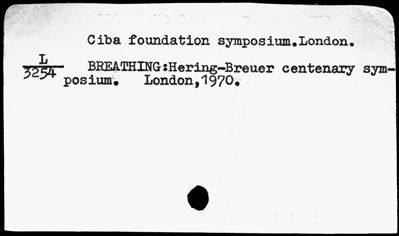 Ciba foundation symposium.London.
L
3254
BREATHING:Hering-Breuer centenary sym-
posium. London,1970.